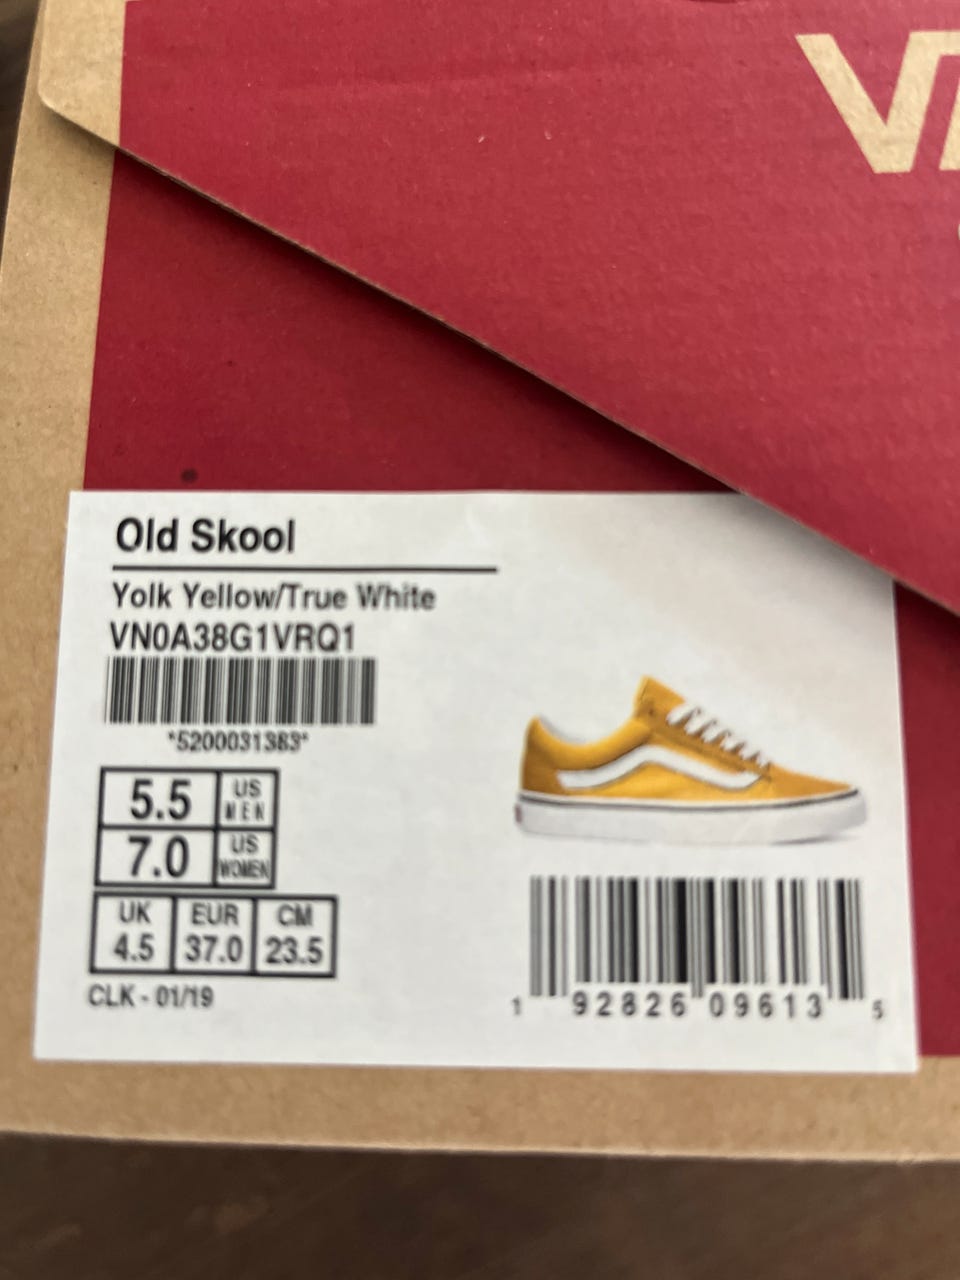 Old Skool
Yolk Yellow/True White
VN0A38G1VRQ1
*5200031383*
5.5 US MEN
7.0 US WOMEN
UK EUR CM
4.5 37.0 23.5
CLK - 01/19
1 92826 09613 5